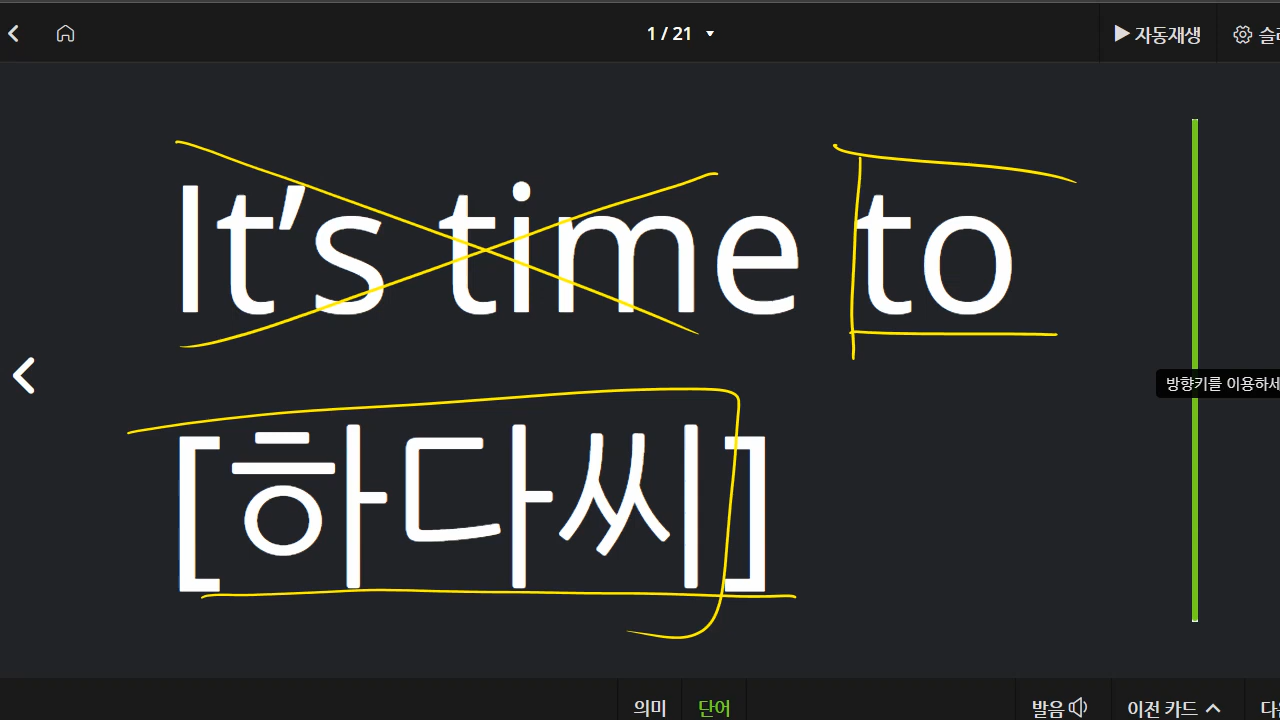 1 / 21
자동재생
It's time to
[하다씨]
방향키를 이용하세
의미
단어
발음
이전 카드